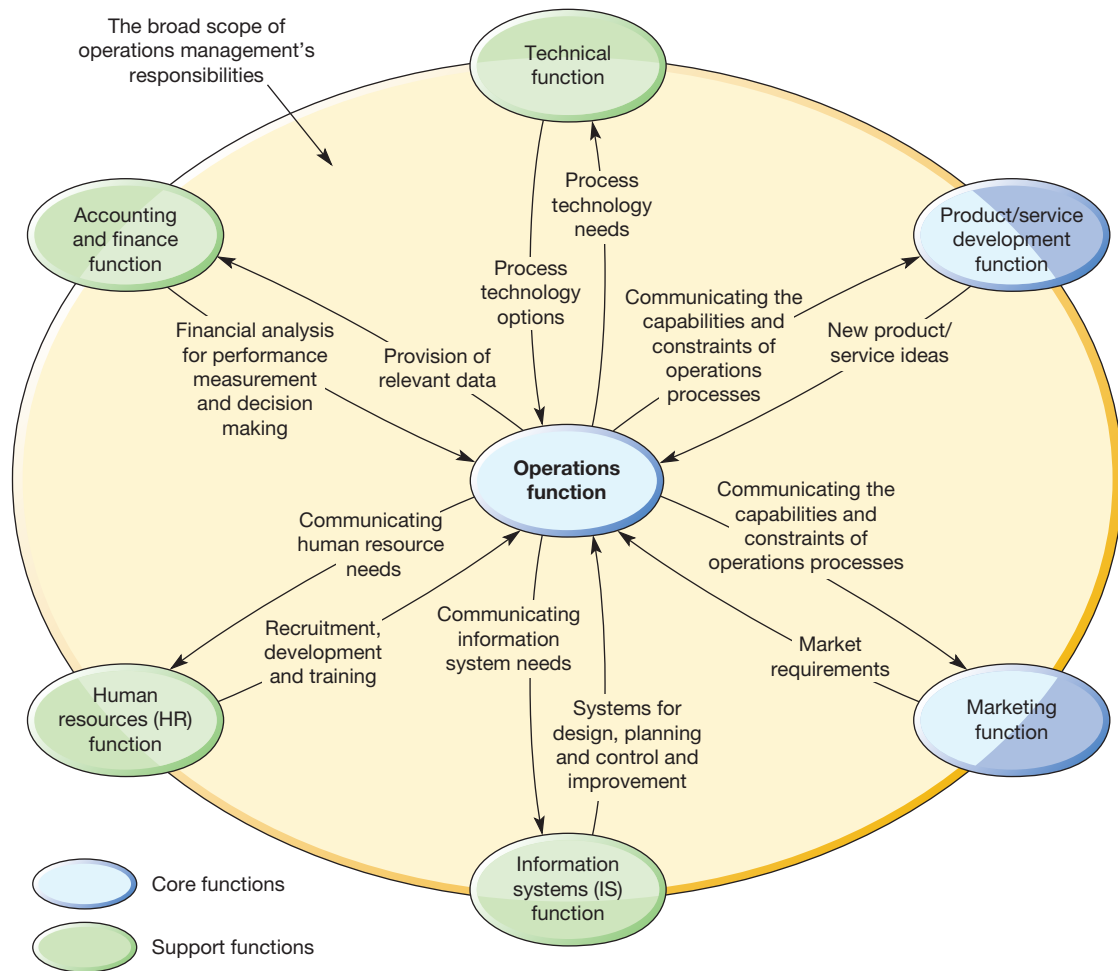 The broad scope of
operations management’s
responsibilities
Technical
function
Accounting
and finance
function
Product/service
development
function
Process
technology
needs
Process
technology
options
Communicating the
capabilities and
constraints of
operations
processes
New product/
service ideas
Financial analysis
for performance
measurement
and decision
making
Provision of
relevant data
Operations
function
Communicating
human resource
needs
Communicating the
capabilities and
constraints of
operations processes
Recruitment,
development
and training
Communicating
information
system needs
Market
requirements
Human
resources (HR)
function
Systems for
design, planning
and control and
improvement
Marketing
function
Information
systems (IS)
function
Core functions
Support functions